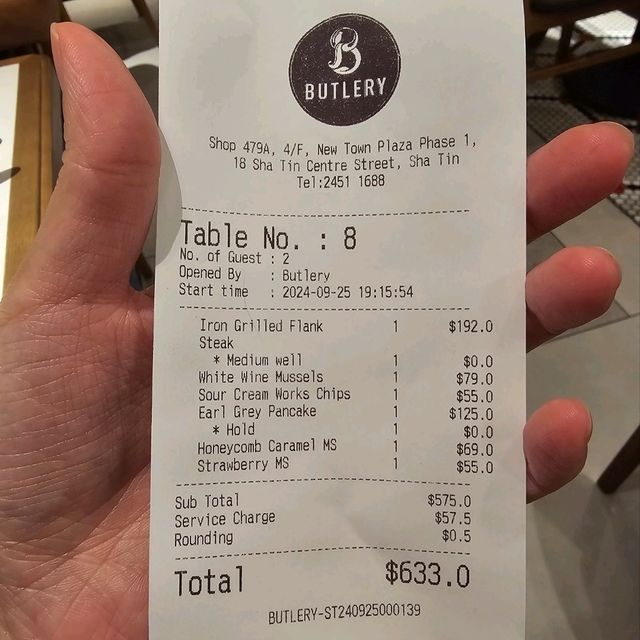 B
BUTLERY
Shop 479A, 4/F, New Town Plaza Phase 1,
18 Sha Tin Centre Street, Sha Tin
Tel:2451 1688
Table No. : 8
No. of Guest : 2
Opened By : Butlery
Start time : 2024-09-25 19:15:54
Iron Grilled Flank 1 $192.0
Steak
* Medium well 1 $0.0
White Wine Mussels 1 $79.0
Sour Cream Works Chips 1 $55.0
Earl Grey Pancake 1 $125.0
* Hold 1 $0.0
Honeycomb Caramel MS 1 $69.0
Strawberry MS 1 $55.0
Sub Total $575.0
Service Charge $57.5
Rounding $0.5
Total $633.0
BUTLERY-ST240925000139